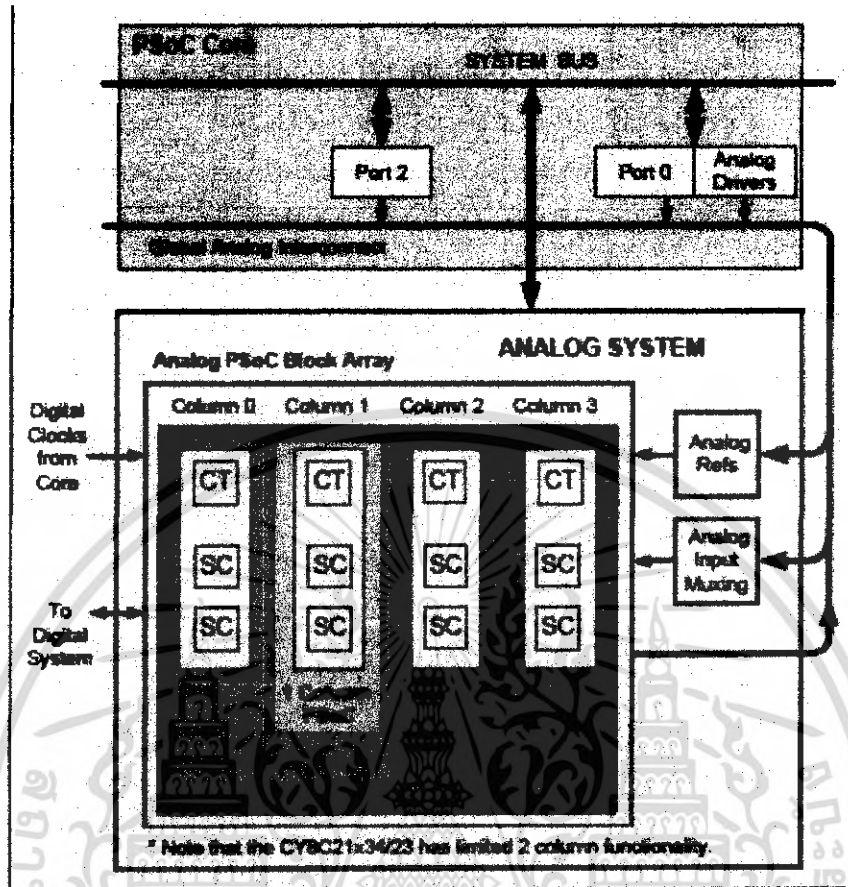 PSoC Core
SYSTEM BUS
Port 2
Port 0
Analog
Drivers
Global Analog Interconnect
ANALOG SYSTEM
Analog PSoC Block Array
Column 0 Column 1 Column 2 Column 3
Digital
Clocks
from
Core
CT CT CT CT
Analog
Refs
SC SC SC SC
Analog
Input
Muxing
SC SC SC SC
To
Digital
System
* Note that the CY8C21x34/23 has limited 2 column functionality.